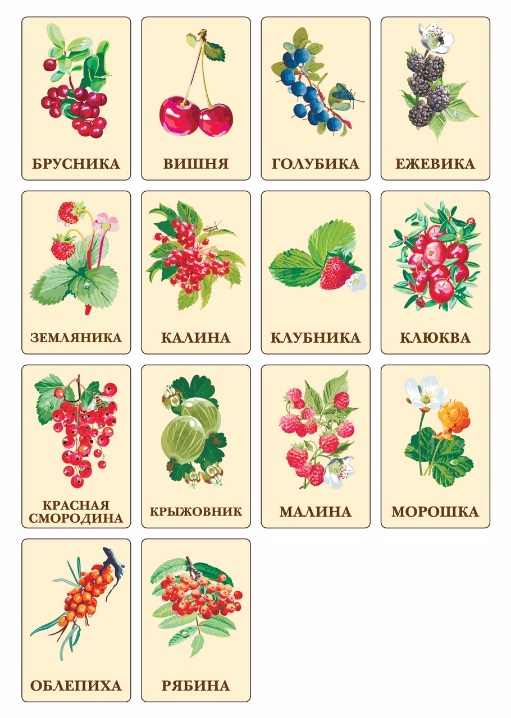 БРУСНИКА
ВИШНЯ
ГОЛУБИКА
ЕЖЕВИКА
ЗЕМЛЯНИКА
КАЛИНА
КЛУБНИКА
КЛЮКВА
КРАСНАЯ
СМОРОДИНА
КРЫЖОВНИК
МАЛИНА
МОРОШКА
ОБЛЕПИХА
РЯБИНА